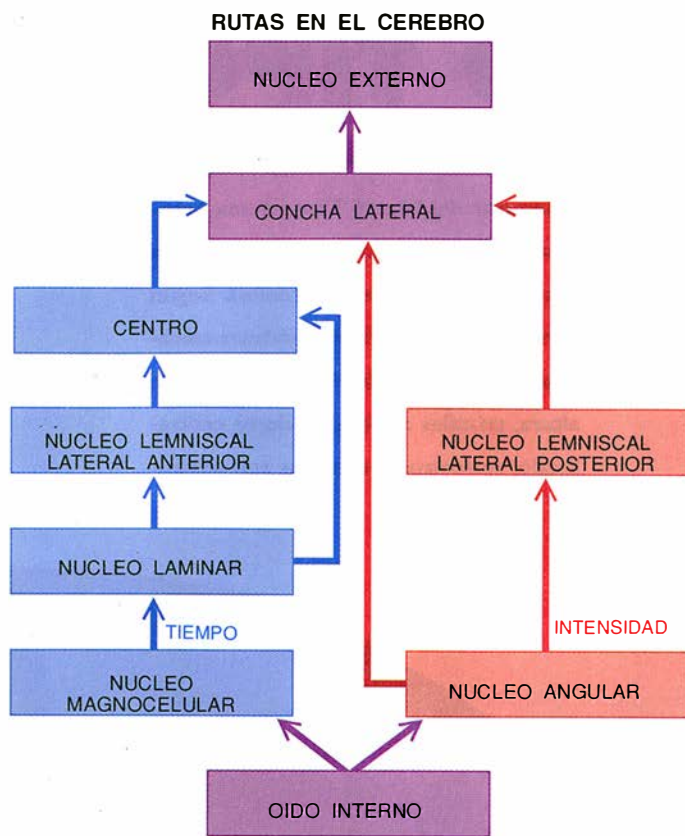 RUTAS EN EL CEREBRO
NUCLEO EXTERNO
CONCHA LATERAL
CENTRO
NUCLEO LEMNISCAL
LATERAL ANTERIOR
NUCLEO LEMNISCAL
LATERAL POSTERIOR
NUCLEO LAMINAR
TIEMPO
INTENSIDAD
NUCLEO
MAGNOCELULAR
NUCLEO ANGULAR
OIDO INTERNO